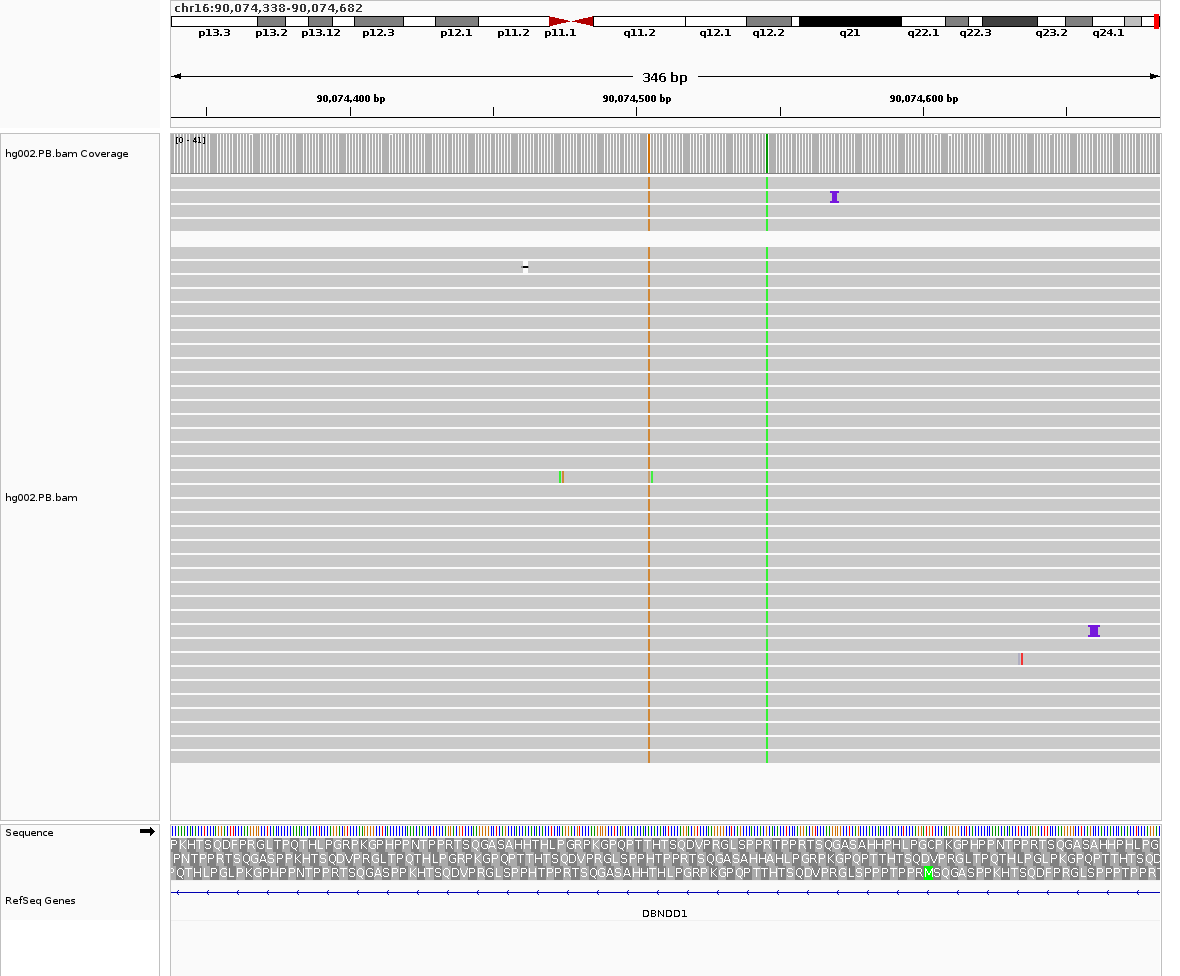 chr16:90,074,338-90,074,682
p13.3 p13.2 p13.12 p12.3 p12.1 p11.2 p11.1 q11.2 q12.1 q12.2 q21 q22.1 q22.3 q23.2 q24.1
346 bp
90,074,400 bp 90,074,500 bp 90,074,600 bp
[0 - 41]
hg002.PB.bam Coverage
hg002.PB.bam
Sequence
PKHTSQDFPRGLTPQTHLPGRPKGPHPPNTPPRTSQGASAHHTHLPGRPKGPQPTTHTSQDVPRGLSPPRTPPRTSQGASAHHPHLPGCPKGPHPPNTPPRTSQGASAHHPHLPG
PNTPPRTSQGASPPKHTSQDVPRGLTPQTHLPGRPKGPQPTTHTSQDVPRGLSPPHTPPRTSQGASAHHAHLPGRPKGPQPTTHTSQDVPRGLTPQTHLPGLPKGPQPTTHTSQD
PQTHLPGLPKGPHPPNTPPRTSQGASPPKHTSQDVPRGLSPPHTPPRTSQGASAHHTHLPGRPKGPQPTTHTSQDVPRGLSPPPTPPRMSQGASPPKHTSQDFPRGLSPPPTPPRT
RefSeq Genes
DBNDD1